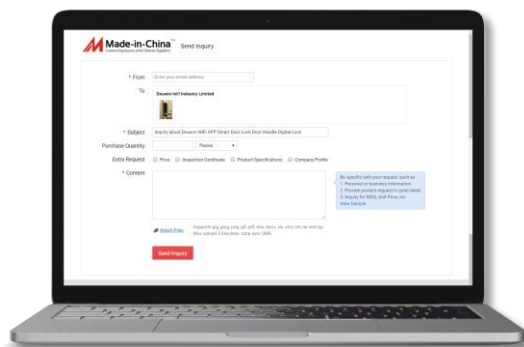 Made-in-China
Connecting Buyers with Chinese Suppliers
Send Inquiry
* From
Enter your email address
To
Douwin Int'l Industry Limited
* Subject
Inquiry about Douwin WIFI APP Smart Door Lock Door Handle Digital Lock
Purchase Quantity
Pieces
Extra Request
Price
Inspection Certificate
Product Specifications
Company Profile
* Content
Be specific with your request, such as
1. Personal or business information
2. Provide product request in great detail
3. Inquiry for MOQ, Unit Price, etc
View Sample
Attach Files
Send Inquiry